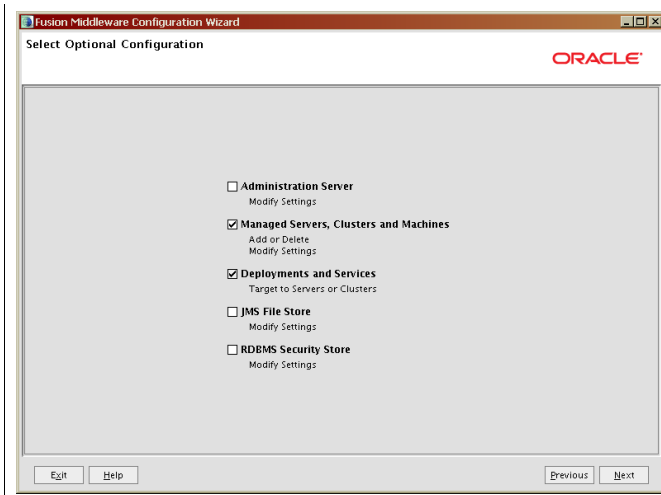 Fusion Middleware Configuration Wizard
Select Optional Configuration
ORACLE
Administration Server
Modify Settings
Managed Servers, Clusters and Machines
Add or Delete
Modify Settings
Deployments and Services
Target to Servers or Clusters
JMS File Store
Modify Settings
RDBMS Security Store
Modify Settings
Exit Help Previous Next